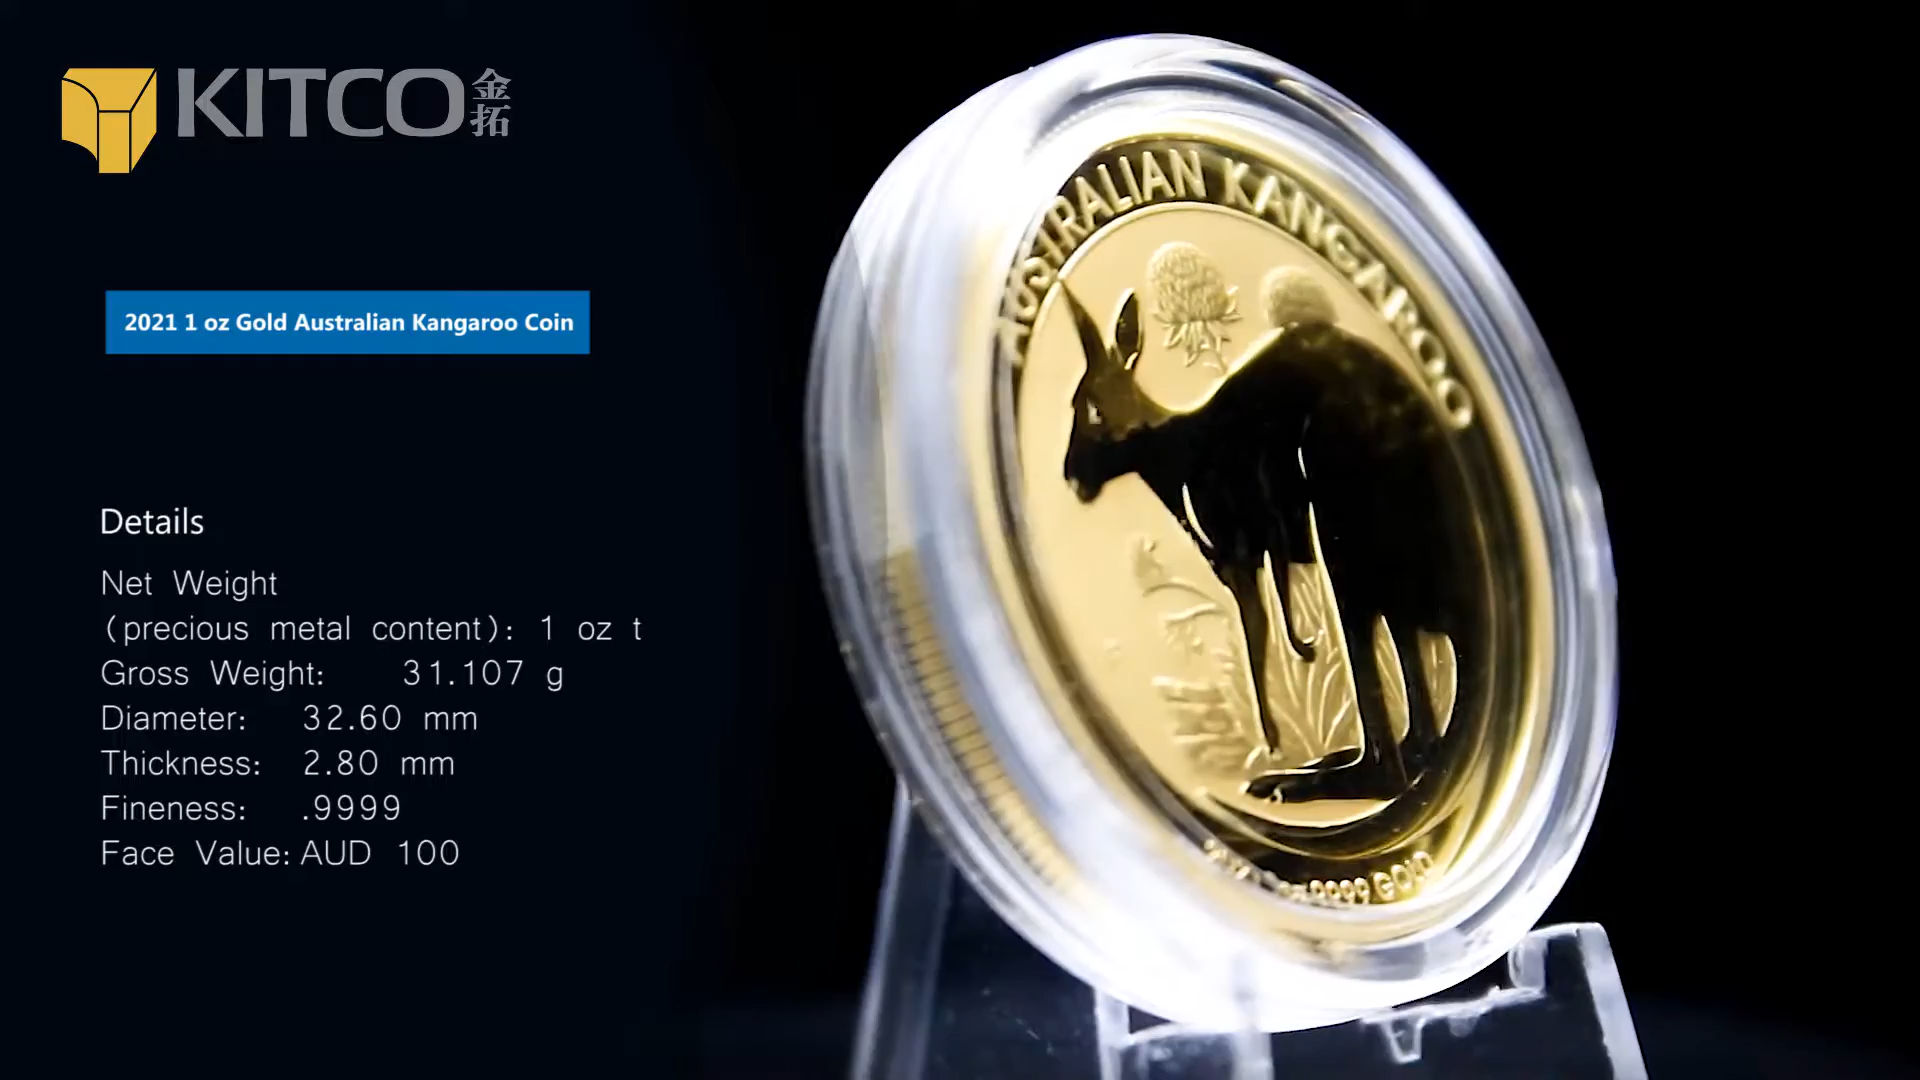 KITCO 金拓
2021 1 oz Gold Australian Kangaroo Coin
Details
Net Weight
(precious metal content): 1 oz t
Gross Weight: 31.107 g
Diameter: 32.60 mm
Thickness: 2.80 mm
Fineness: .9999
Face Value: AUD 100
AUSTRALIAN KANGAROO
oz 9999 GOLD